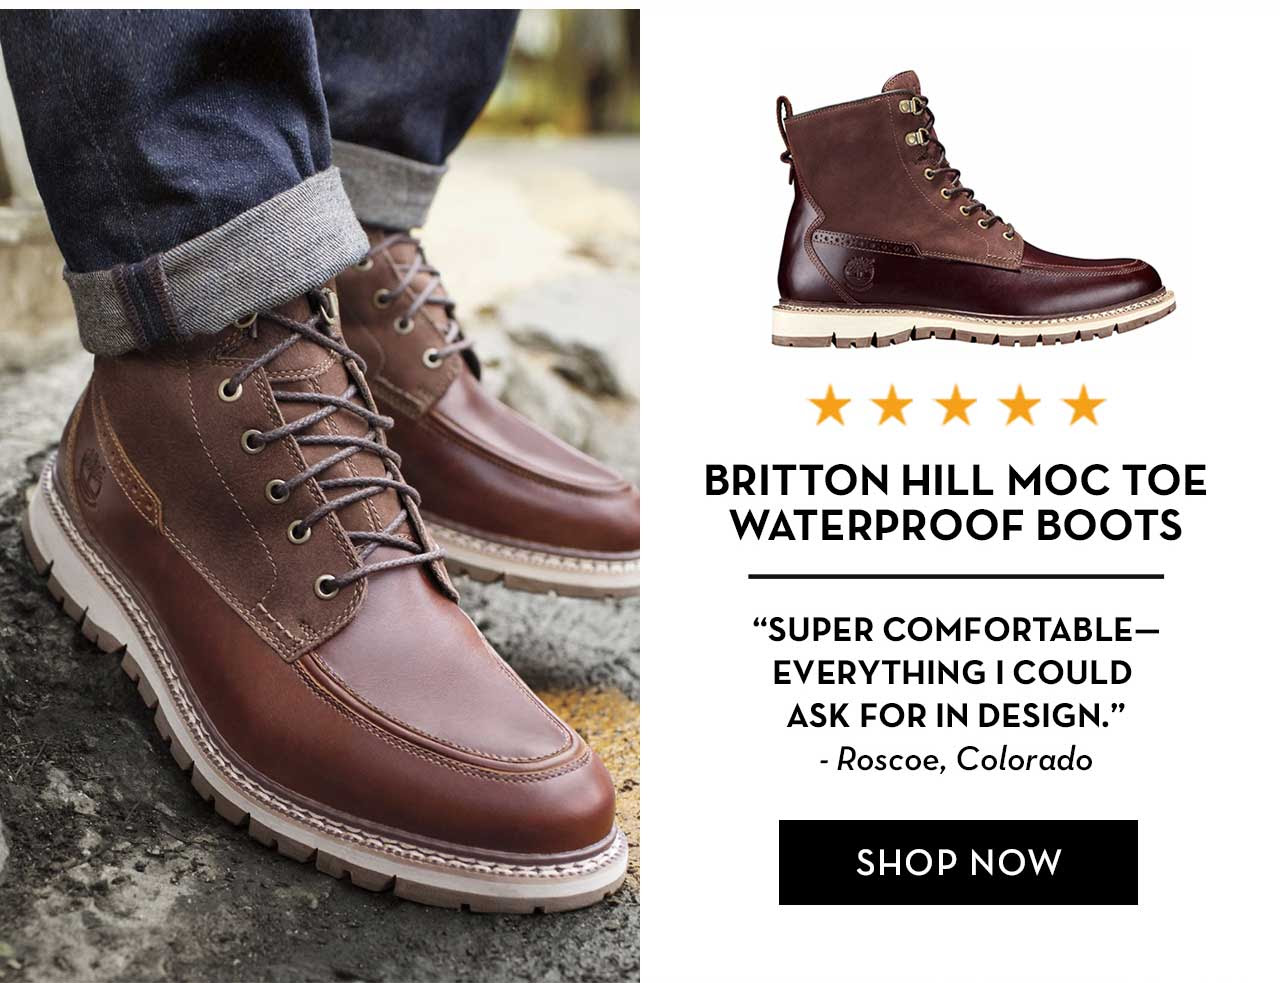 BRITTON HILL MOC TOE
WATERPROOF BOOTS
“SUPER COMFORTABLE—
EVERYTHING I COULD
ASK FOR IN DESIGN.”
- Roscoe, Colorado
SHOP NOW